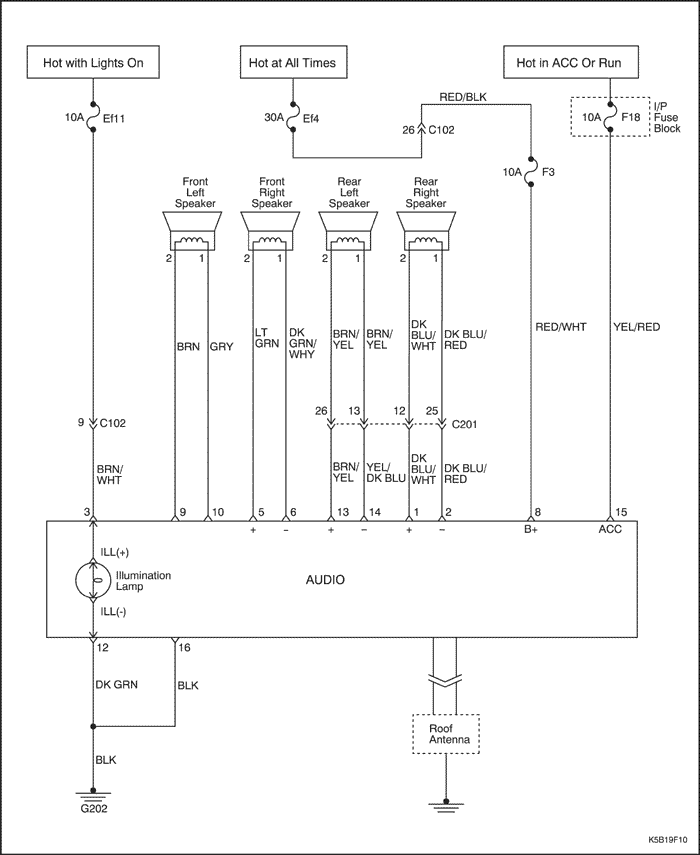 Hot with Lights On
Hot at All Times
Hot in ACC Or Run
10A Ef11
30A Ef4
RED/BLK
26 C102
10A F3
10A F18
I/P
Fuse
Block
Front
Left
Speaker
Front
Right
Speaker
Rear
Left
Speaker
Rear
Right
Speaker
2 1 2 1 2 1 2 1
BRN
GRY
LT
GRN
DK
GRN/
WHY
BRN/
YEL
BRN/
YEL
DK
BLU/
WHT
DK BLU/
RED
RED/WHT
YEL/RED
9 C102
26 13 12 25
C201
BRN/
WHT
BRN/
YEL
YEL/
DK BLU
DK
BLU/
WHT
DK BLU/
RED
3 9 10 5 6 13 14 1 2 8 15
+ – + – + – B+ ACC
ILL(+)
Illumination
Lamp
ILL(-)
AUDIO
12 16
DK GRN
BLK
BLK
G202
Roof
Antenna
K5B19F10